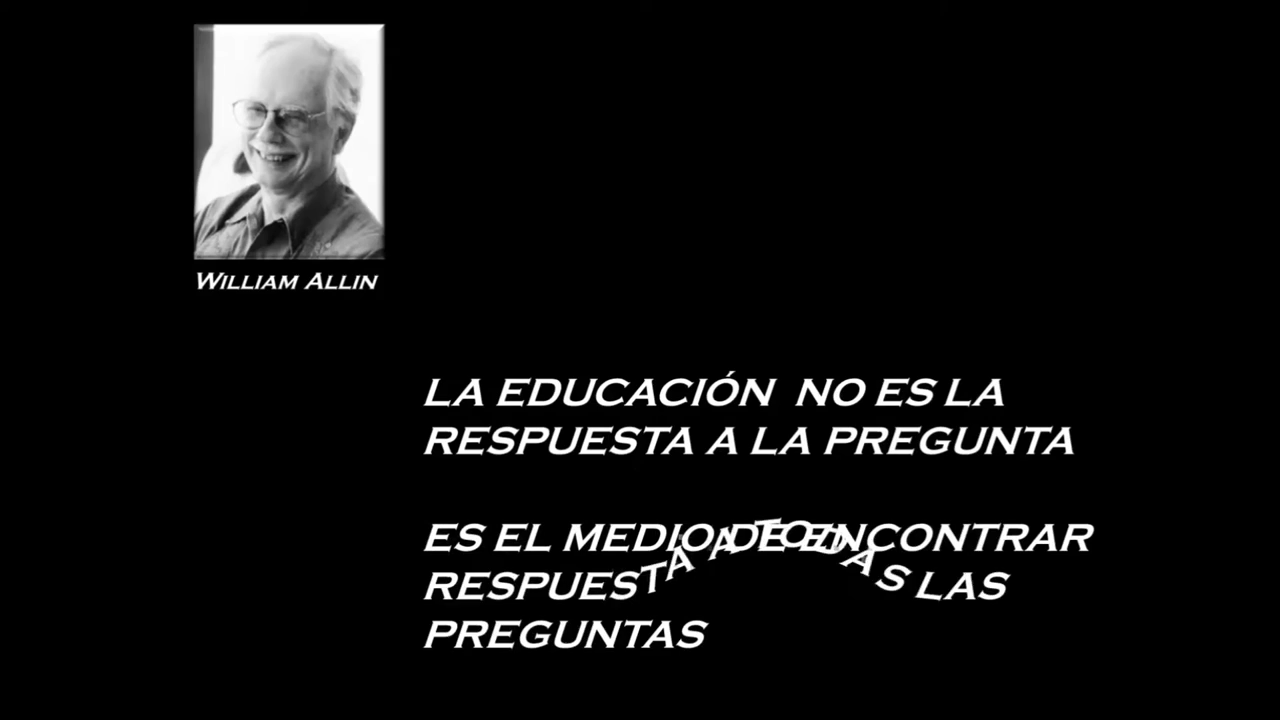 WILLIAM ALLIN
LA EDUCACIÓN NO ES LA
RESPUESTA A LA PREGUNTA
ES EL MEDIO DE ENCONTRAR
RESPUESTA A TODAS LAS
PREGUNTAS